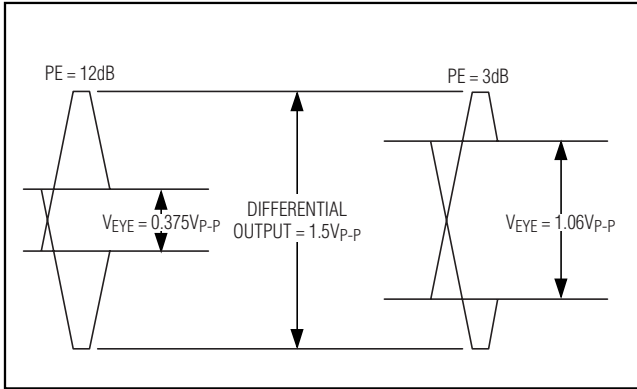 PE = 12dB
PE = 3dB
VEYE = 0.375VP-P
DIFFERENTIAL
OUTPUT = 1.5VP-P
VEYE = 1.06VP-P